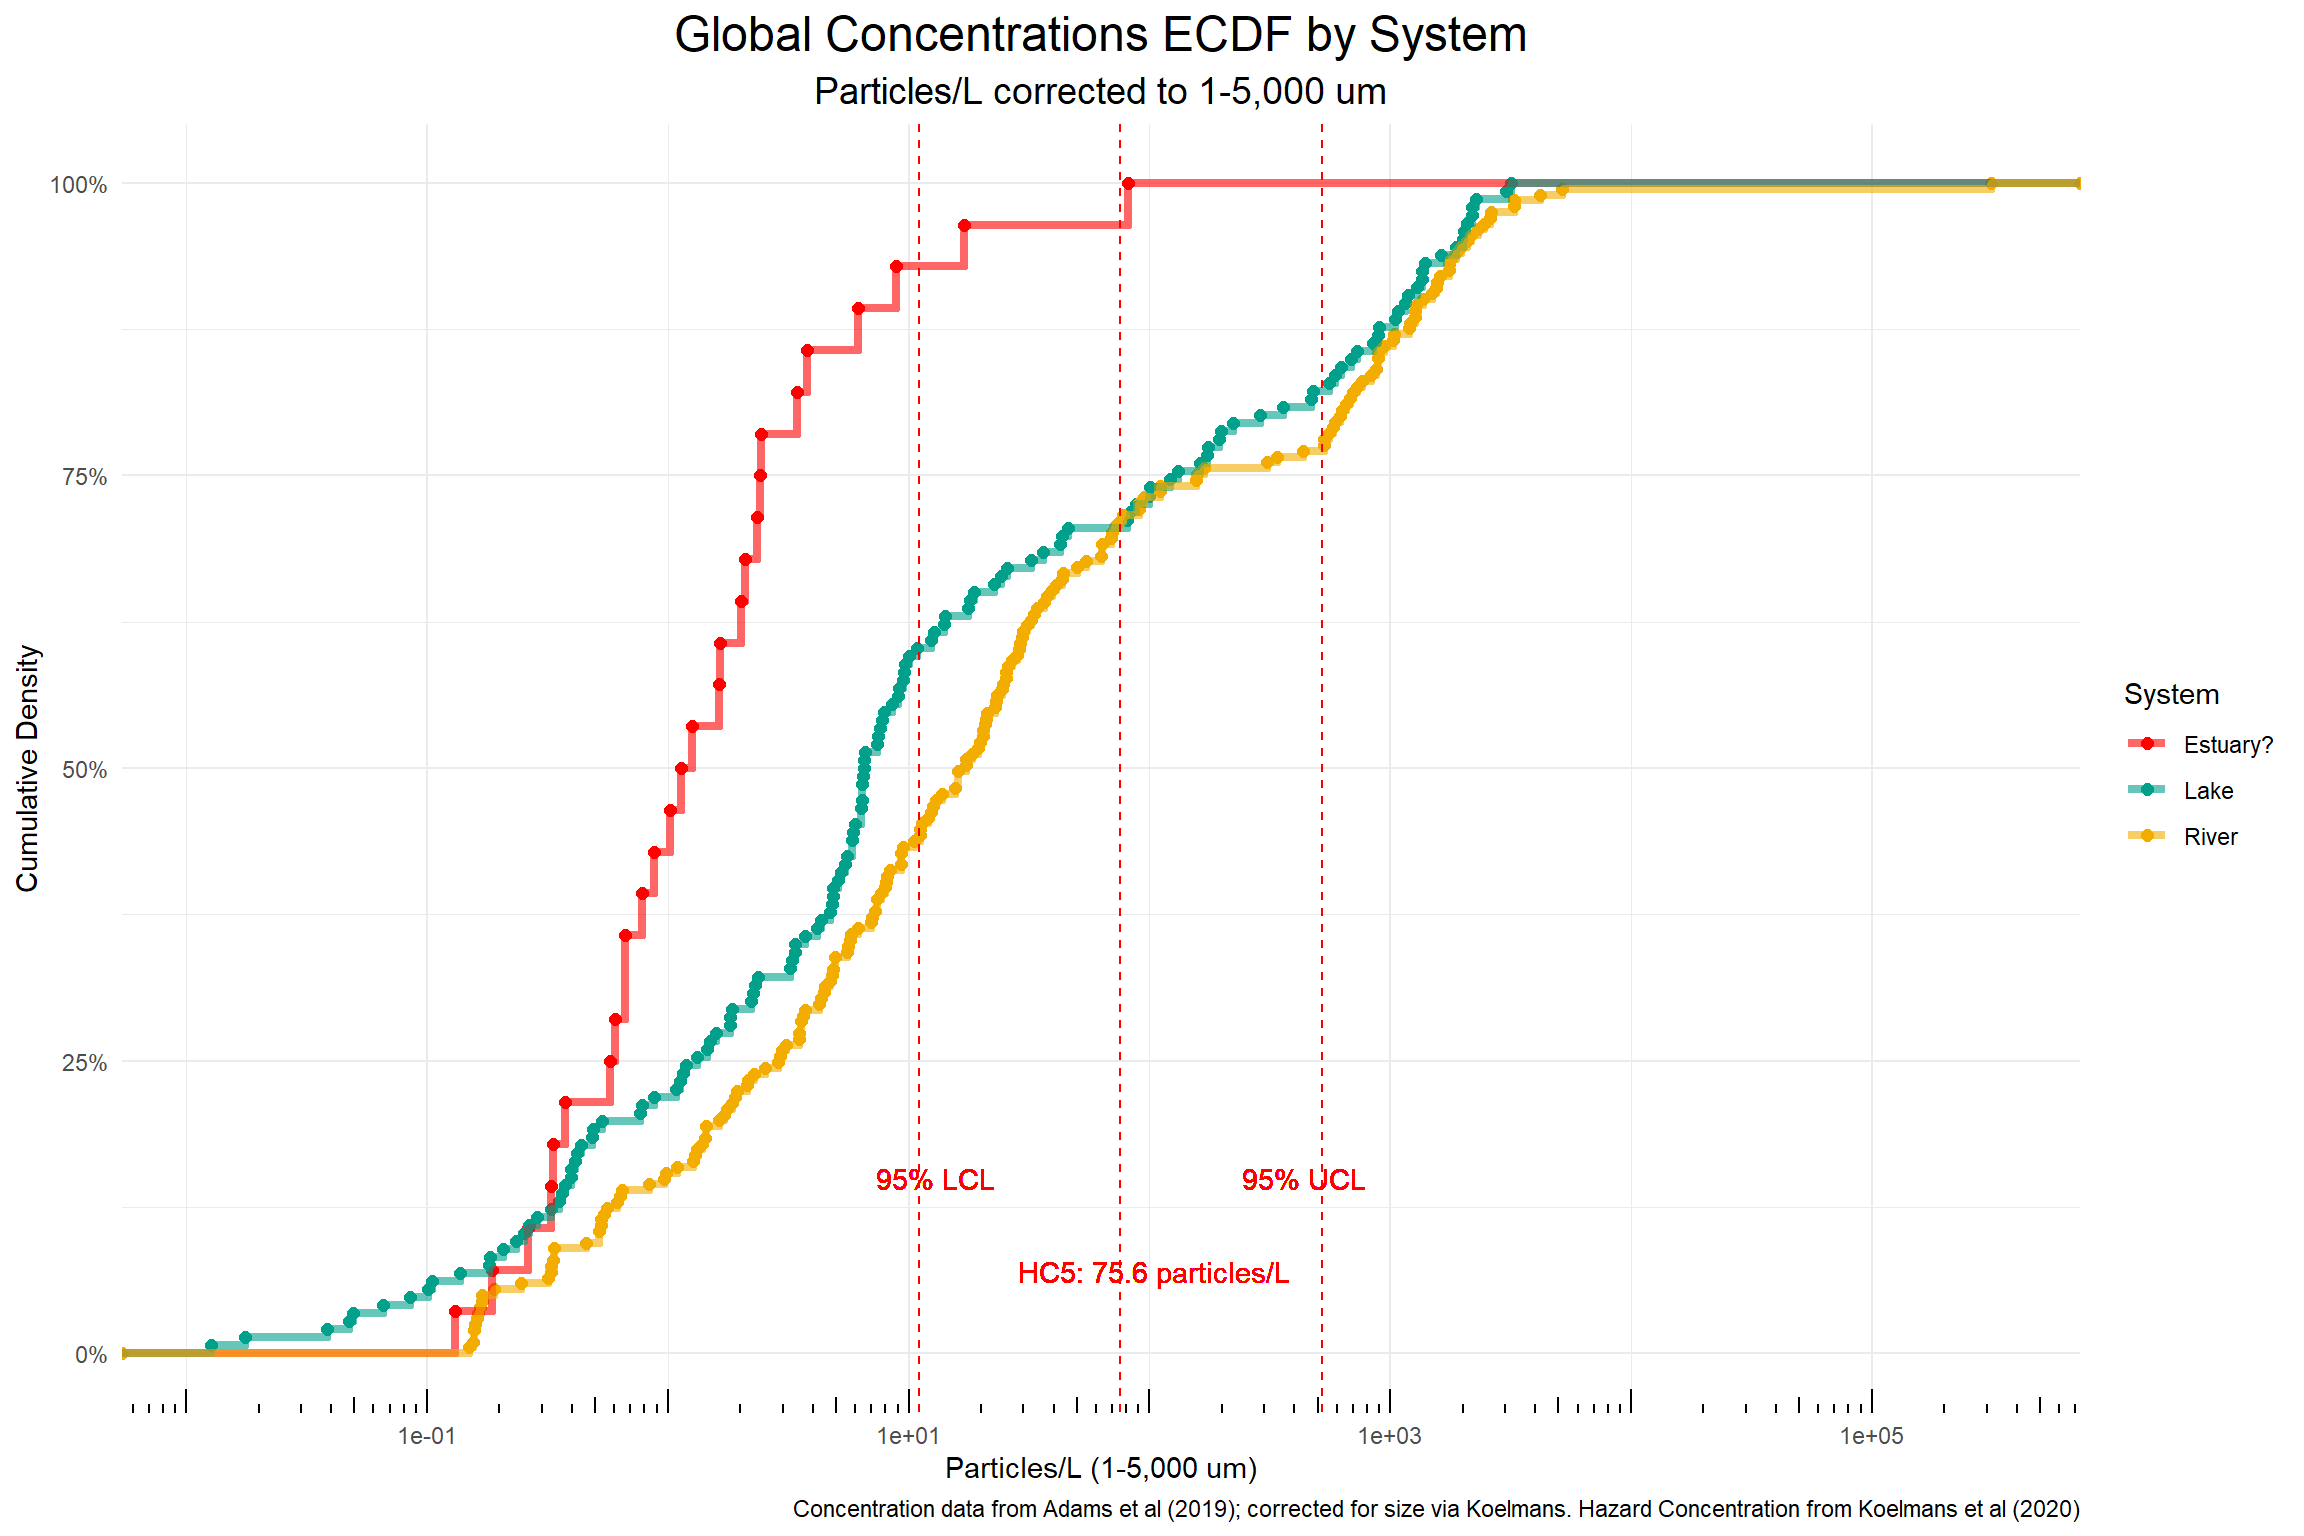 Global Concentrations ECDF by System
Particles/L corrected to 1-5,000 um
100%
75%
50%
25%
0%
Cumulative Density
95% LCL
95% UCL
HC5: 75.6 particles/L
System
Estuary?
Lake
River
1e-01
1e+01
1e+03
1e+05
Particles/L (1-5,000 um)
Concentration data from Adams et al (2019); corrected for size via Koelmans. Hazard Concentration from Koelmans et al (2020)